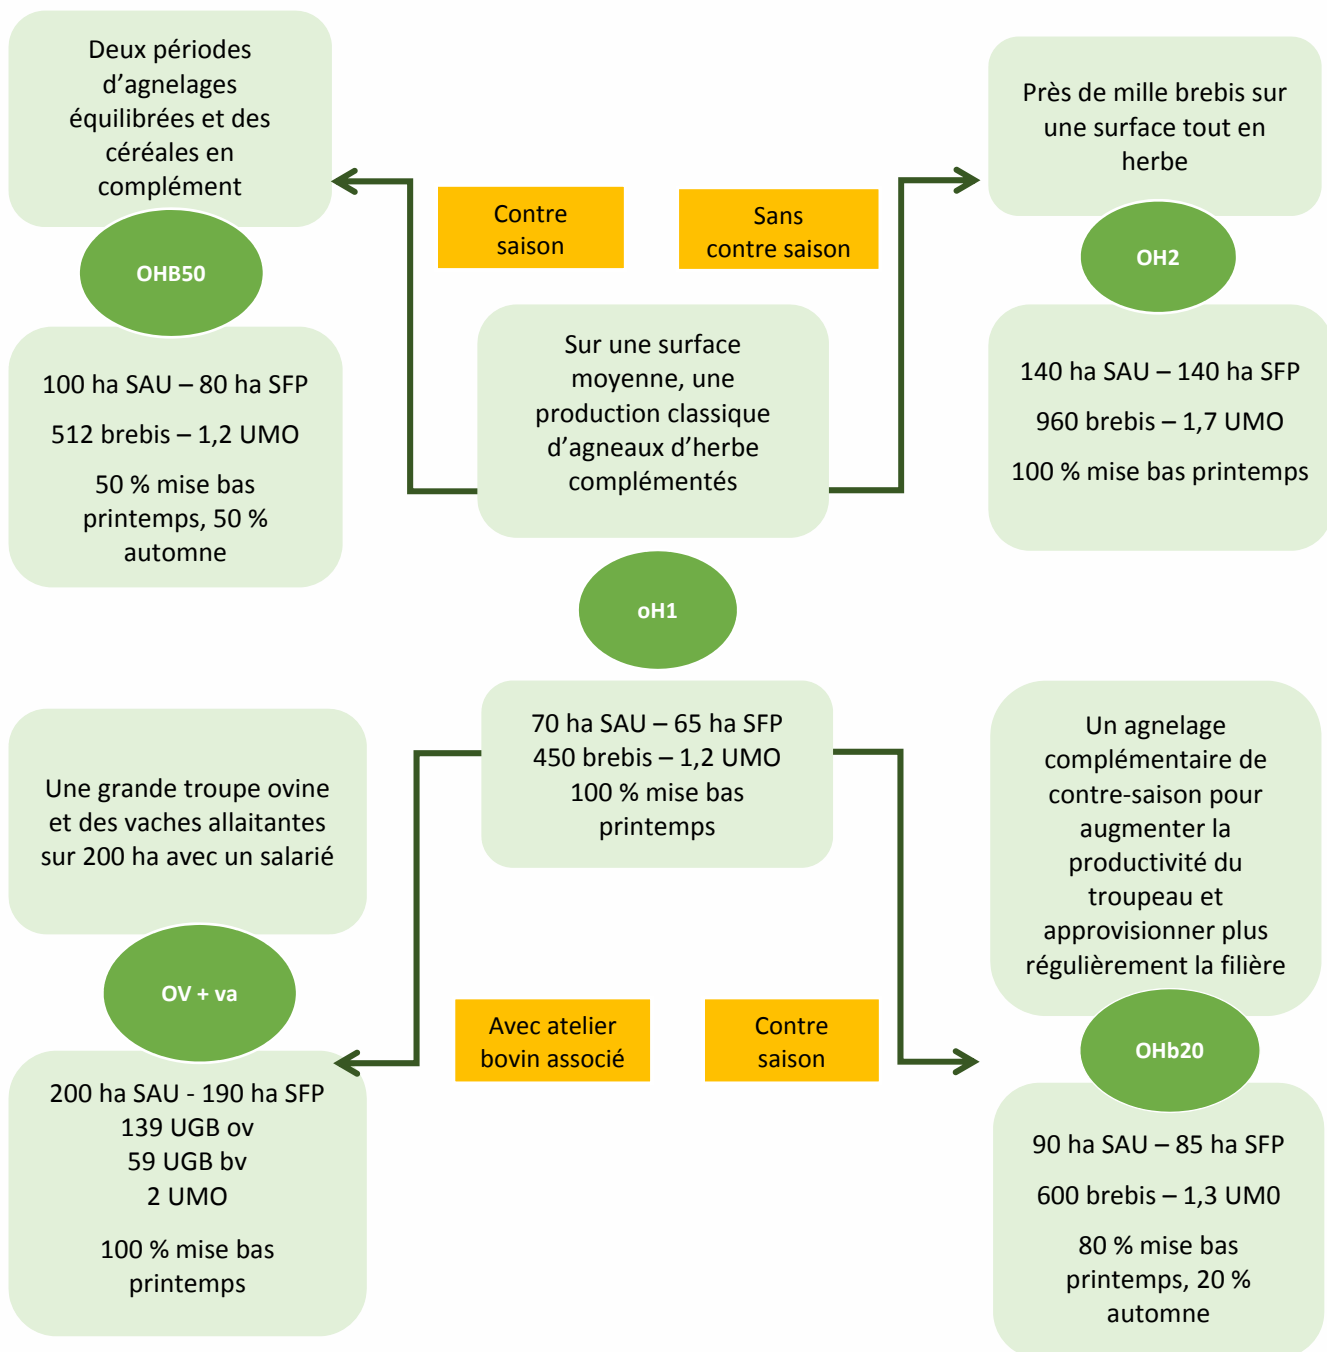 Deux périodes
d’agnelages
équilibrées et des
céréales en
complément
OHB50
100 ha SAU – 80 ha SFP
512 brebis – 1,2 UMO
50 % mise bas
printemps, 50 %
automne
Contre
saison
Sans
contre saison
Près de mille brebis sur
une surface tout en
herbe
OH2
140 ha SAU – 140 ha SFP
960 brebis – 1,7 UMO
100 % mise bas printemps
Sur une surface
moyenne, une
production classique
d’agneaux d’herbe
complémentés
oH1
70 ha SAU – 65 ha SFP
450 brebis – 1,2 UMO
100 % mise bas
printemps
Une grande troupe ovine
et des vaches allaitantes
sur 200 ha avec un salarié
OV + va
200 ha SAU - 190 ha SFP
139 UGB ov
59 UGB bv
2 UMO
100 % mise bas
printemps
Avec atelier
bovin associé
Contre
saison
Un agnelage
complémentaire de
contre-saison pour
augmenter la
productivité du
troupeau et
approvisionner plus
régulièrement la filière
OHb20
90 ha SAU – 85 ha SFP
600 brebis – 1,3 UM0
80 % mise bas
printemps, 20 %
automne